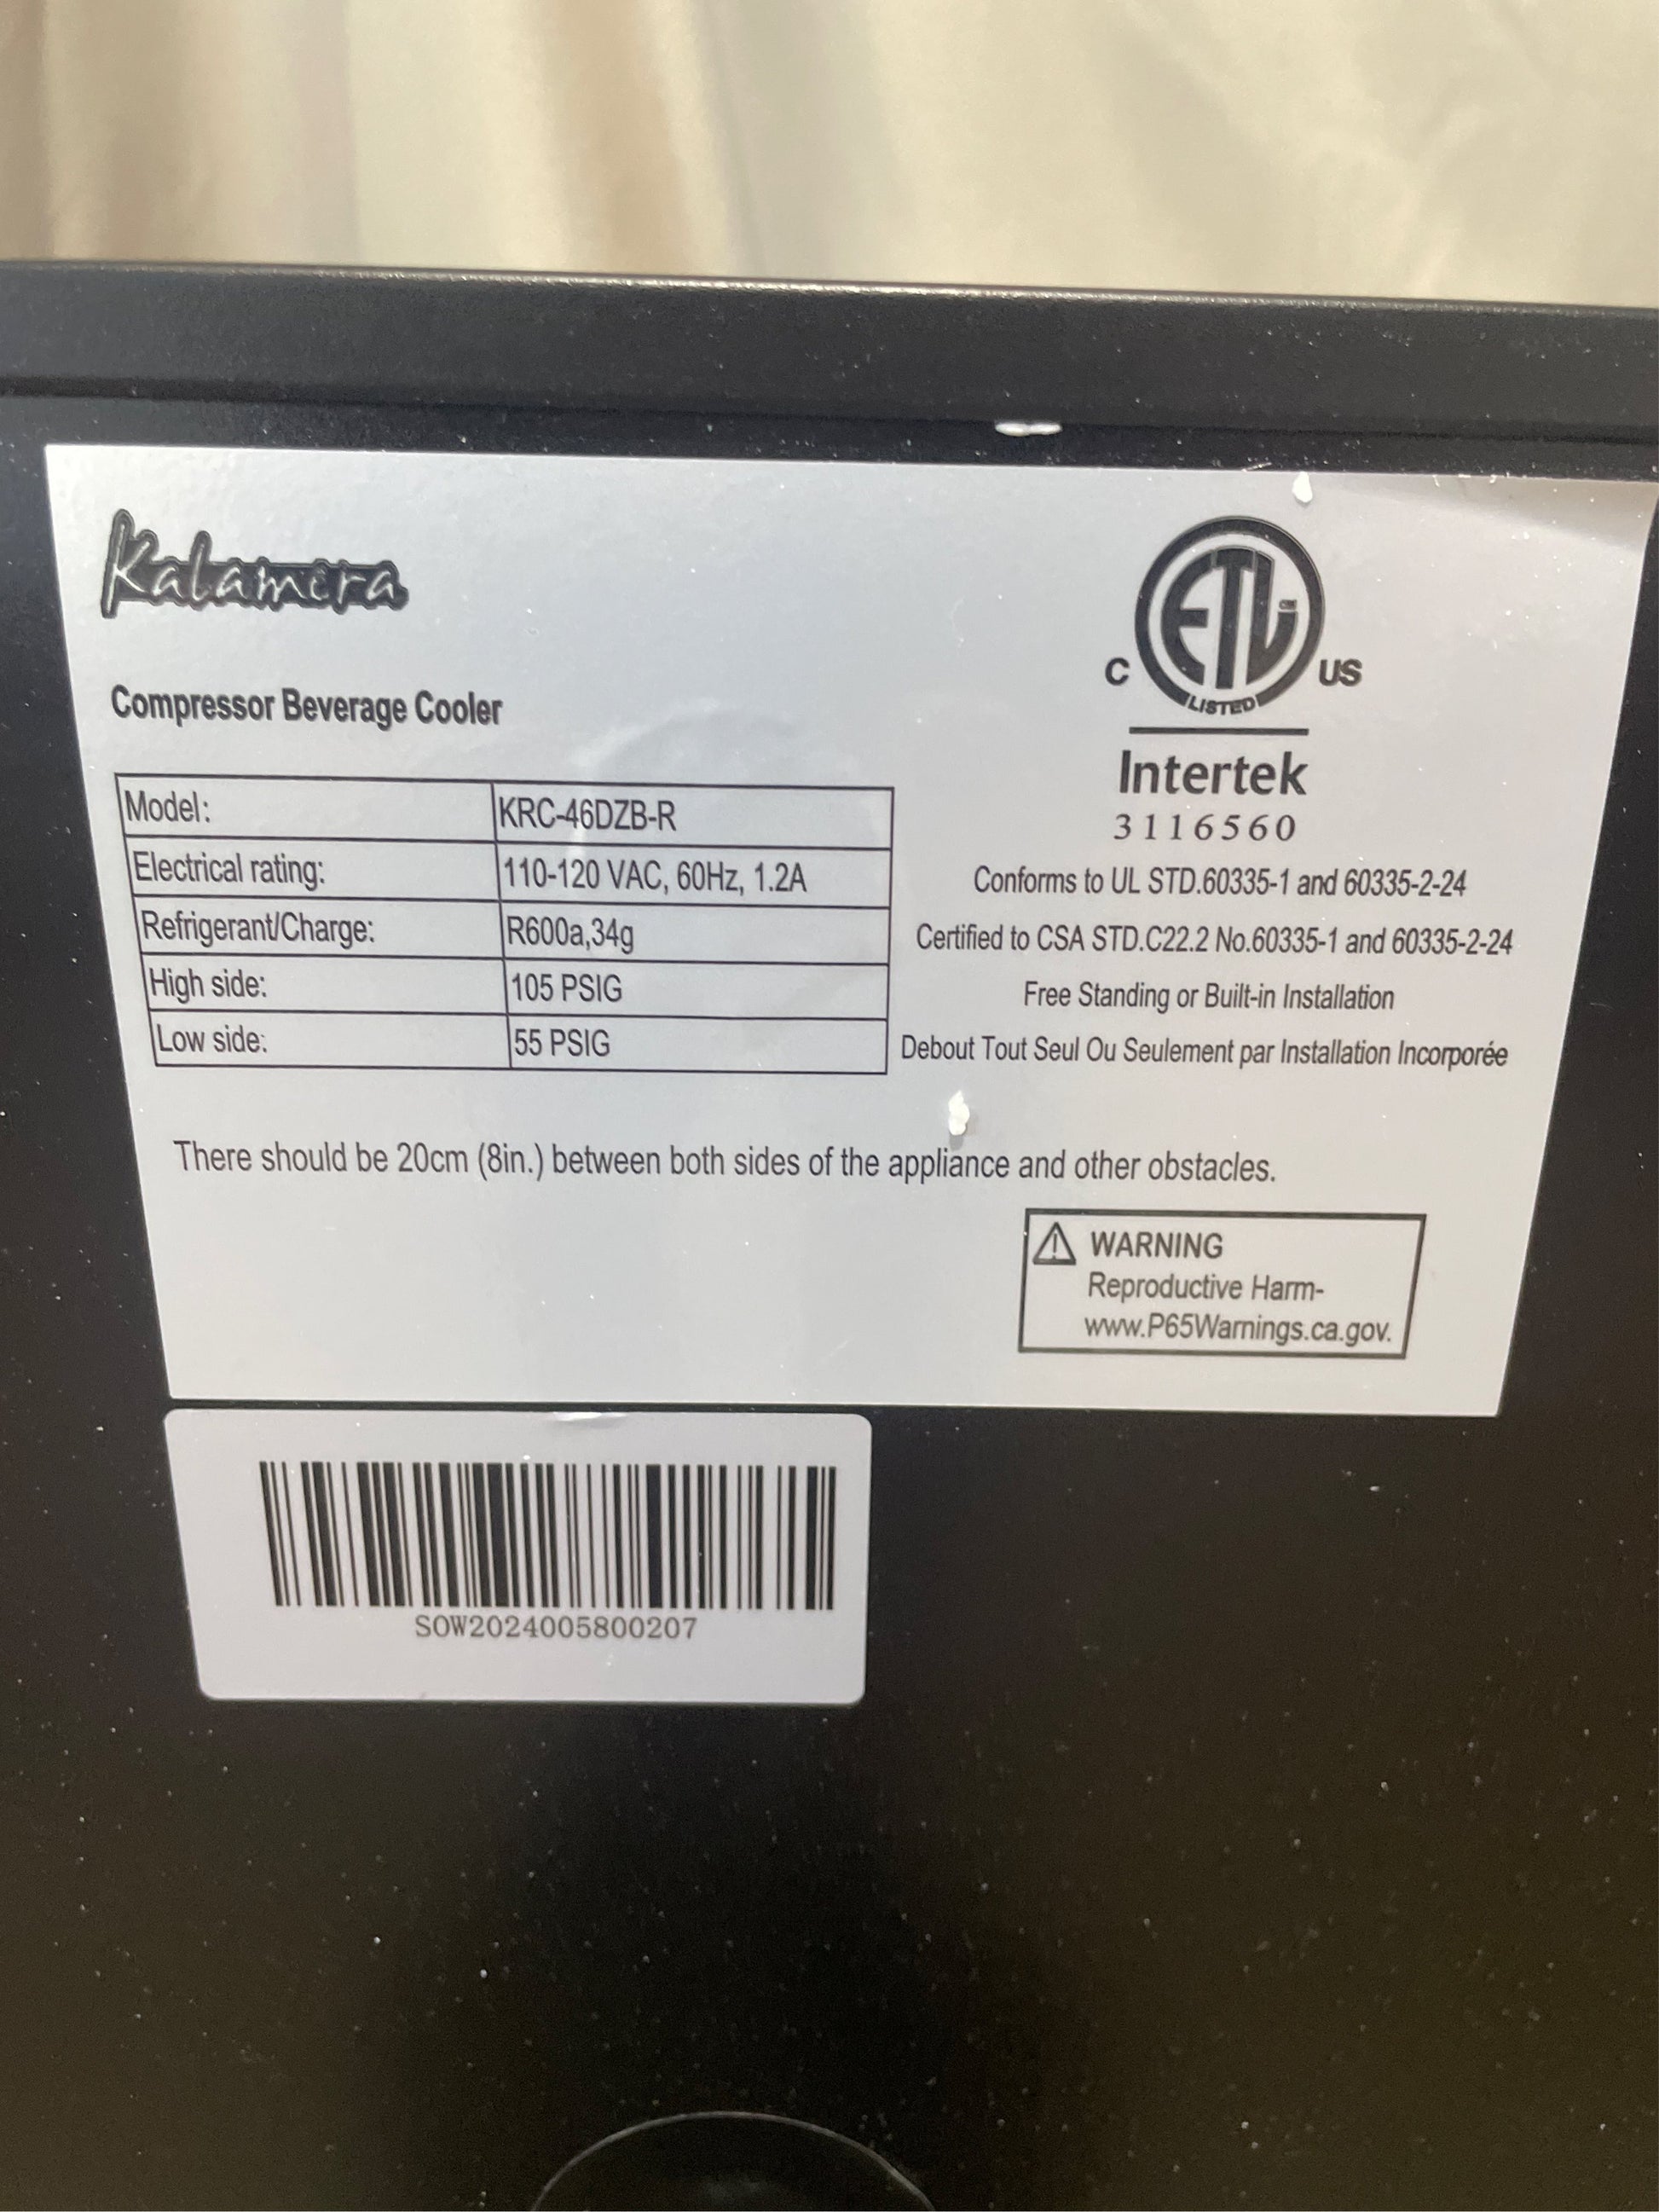 Kalamera
Compressor Beverage Cooler
Model: KRC-46DZB-R
Electrical rating: 110-120 VAC, 60Hz, 1.2A
Refrigerant/Charge: R600a,34g
High side: 105 PSIG
Low side: 55 PSIG
ETL CM
LISTED
C US
Intertek
3116560
Conforms to UL STD.60335-1 and 60335-2-24
Certified to CSA STD.C22.2 No.60335-1 and 60335-2-24
Free Standing or Built-in Installation
Debout Tout Seul Ou Seulement par Installation Incorporée
There should be 20cm (8in.) between both sides of the appliance and other obstacles.
WARNING
Reproductive Harm-
www.P65Warnings.ca.gov.
SOW2024005800207